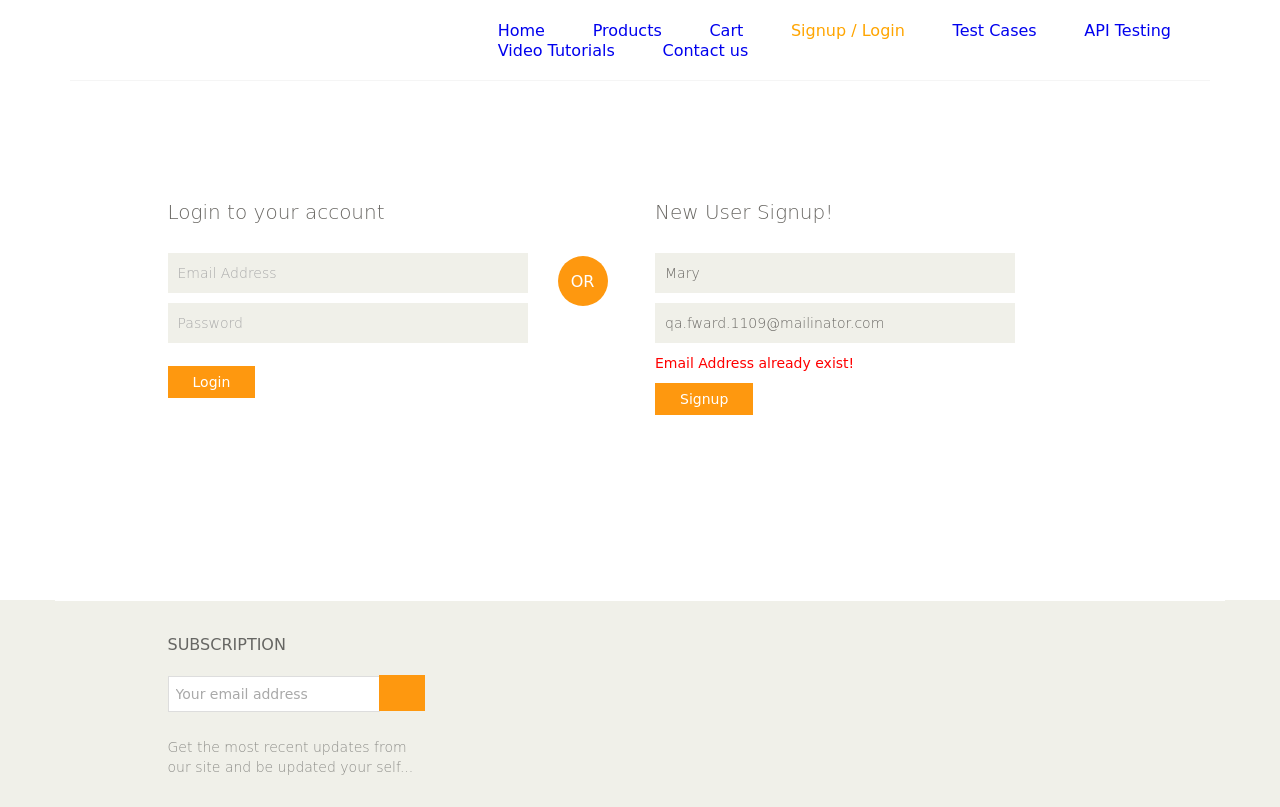 Home Products Cart Signup / Login Test Cases API Testing
Video Tutorials Contact us
Login to your account
Email Address
Password
Login
OR
New User Signup!
Mary
qa.fward.1109@mailinator.com
Email Address already exist!
Signup
SUBSCRIPTION
Your email address
Get the most recent updates from
our site and be updated your self...